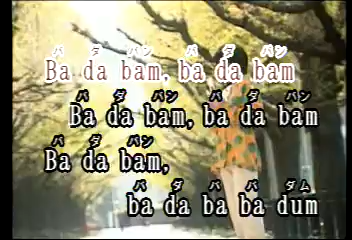 バ ダ バン バ ダ バン
Ba da bam, ba da bam
バ ダ バン バ ダ バン
Ba da bam, ba da bam
バ ダ バン
Ba da bam,
バ ダ バ バ ダム
ba da ba ba dum